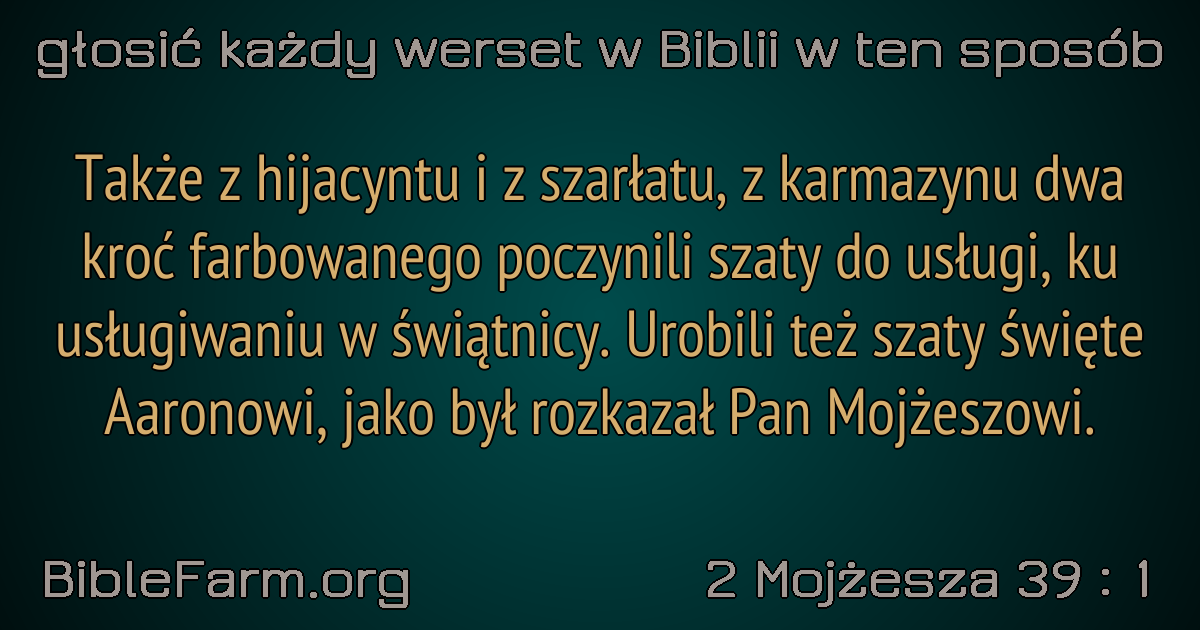 głosić każdy werset w Biblii w ten sposób
Także z hijacyntu i z szarłatu, z karmazynu dwa
kroć farbowanego poczynili szaty do usługi, ku
usługiwaniu w świątnicy. Urobili też szaty święte
Aaronowi, jako był rozkazał Pan Mojżeszowi.
BibleFarm.org
2 Mojżesza 39 : 1